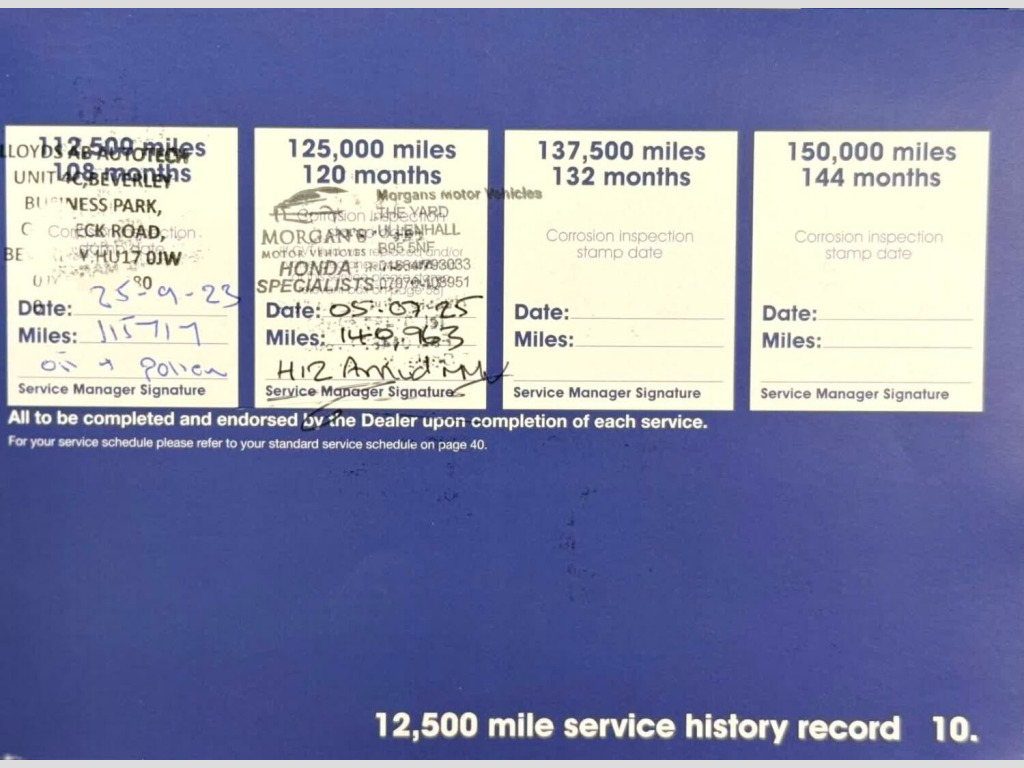 112,500 miles
108 months
LLOYDS AB AUTOTECH
UNIT 4C, BEVERLEY
BUSINESS PARK,
ECK ROAD,
HU17 0JW
Date: 25-9-23
Miles: 115717
oil + pollen
Service Manager Signature
125,000 miles
120 months
Corrosion inspection
Morgans Motor Vehicles
THE YARD
ULLENHALL
B95 5NF
MORGAN'S
MOTOR VEHICLES
HONDA
SPECIALISTS
Date: 05.07.25
Miles: 140,963
Service Manager Signature
137,500 miles
132 months
Corrosion inspection
stamp date
Date:
Miles:
Service Manager Signature
150,000 miles
144 months
Corrosion inspection
stamp date
Date:
Miles:
Service Manager Signature
All to be completed and endorsed by the Dealer upon completion of each service.
For your service schedule please refer to your standard service schedule on page 40.
12,500 mile service history record 10.